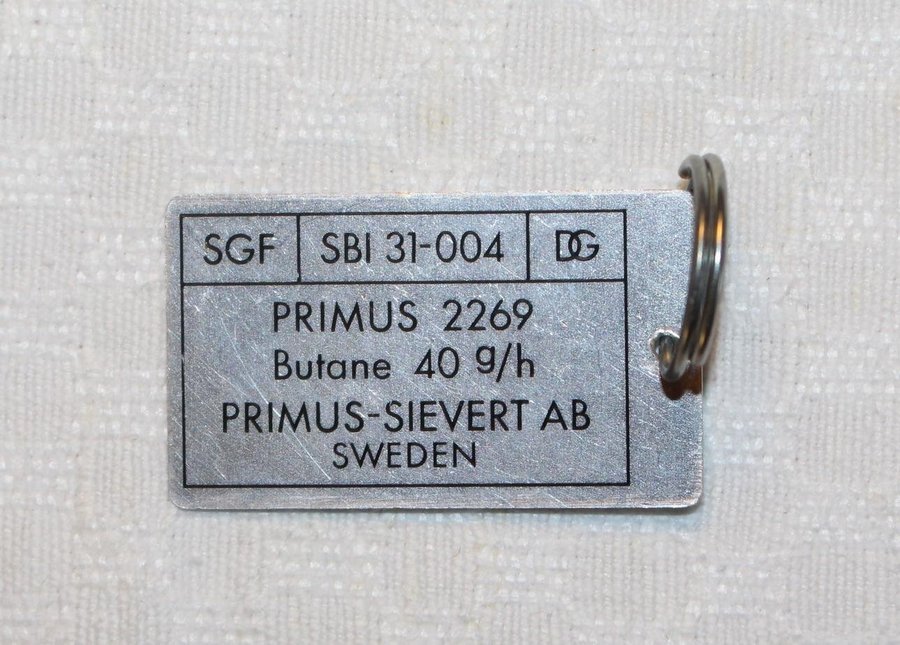 SGF SBI 31-004 DG
PRIMUS 2269
Butane 40 g/h
PRIMUS-SIEVERT AB
SWEDEN